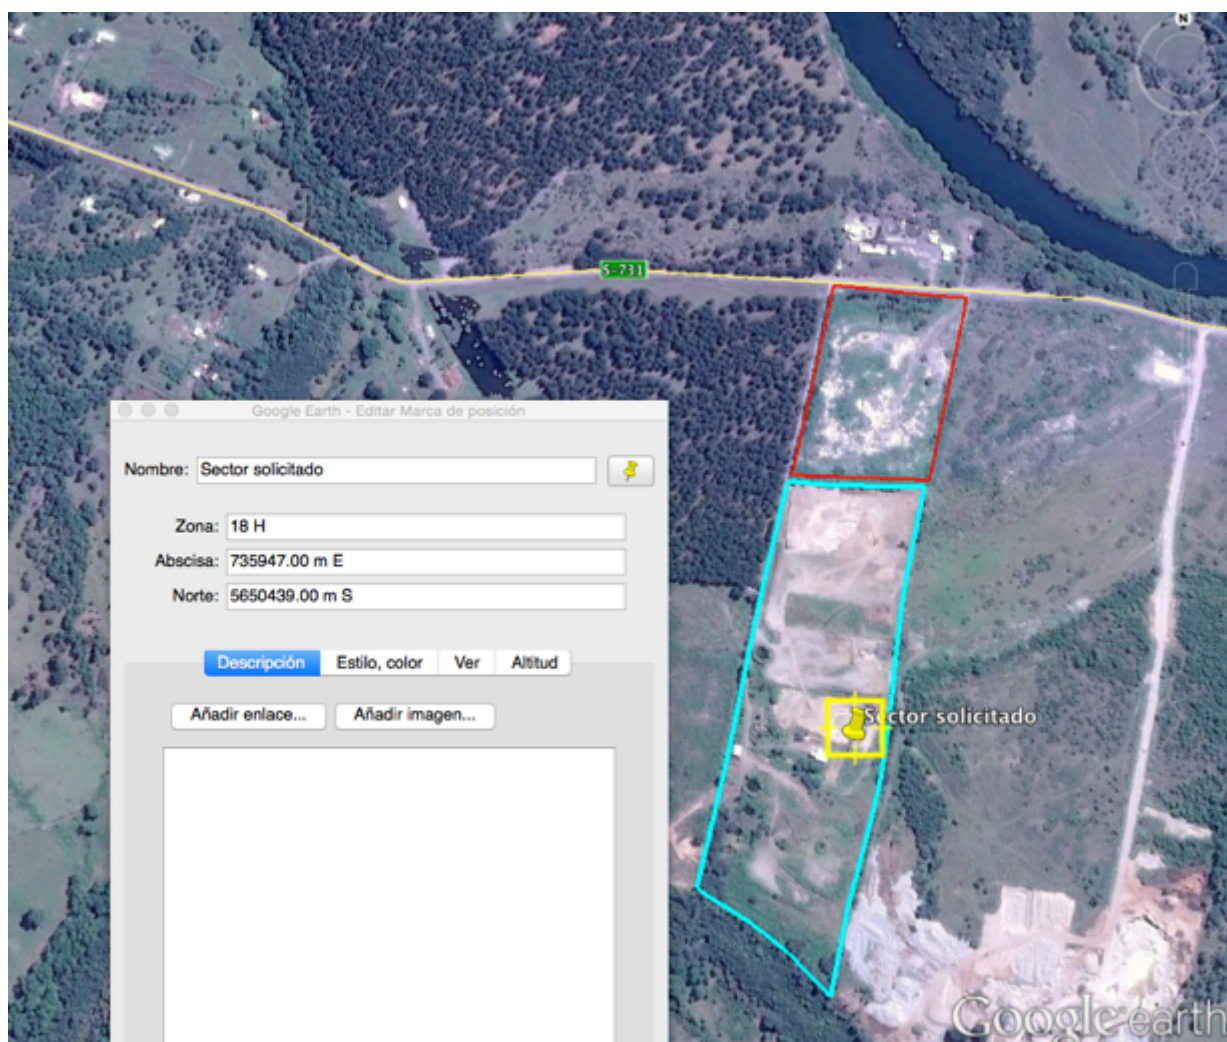 N
S-731
Google Earth - Editar Marca de posición
Nombre: Sector solicitado
Zona: 18 H
Abscisa: 735947.00 m E
Norte: 5650439.00 m S
Descripción Estilo, color Ver Altitud
Añadir enlace... Añadir imagen...
Sector solicitado
Google earth